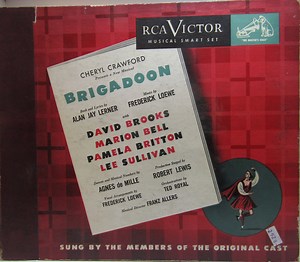 RCA VICTOR
MUSICAL SMART SET
"HIS MASTER'S VOICE"
CHERYL CRAWFORD
Presents a New Musical
BRIGADOON
Book and Lyrics by
ALAN JAY LERNER
Music by
FREDERICK LOEWE
with
DAVID BROOKS
MARION BELL
PAMELA BRITTON
LEE SULLIVAN
Dances and Musical Numbers by
AGNES de MILLE
Production Staged by
ROBERT LEWIS
Vocal Arrangements by
FREDERICK LOEWE
Orchestrations by
TED ROYAL
Musical Director FRANZ ALLERS
SUNG BY THE MEMBERS OF THE ORIGINAL CAST